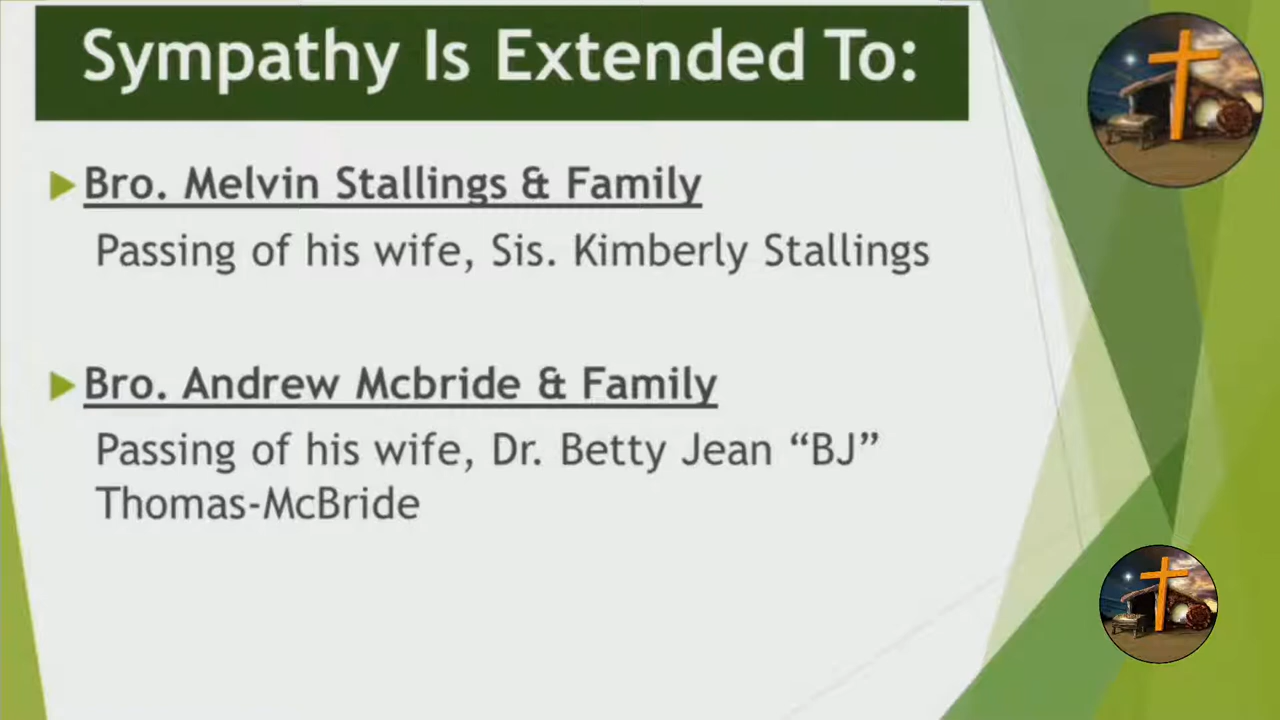 Sympathy Is Extended To:
Bro. Melvin Stallings & Family
Passing of his wife, Sis. Kimberly Stallings
Bro. Andrew Mcbride & Family
Passing of his wife, Dr. Betty Jean “BJ”
Thomas-McBride